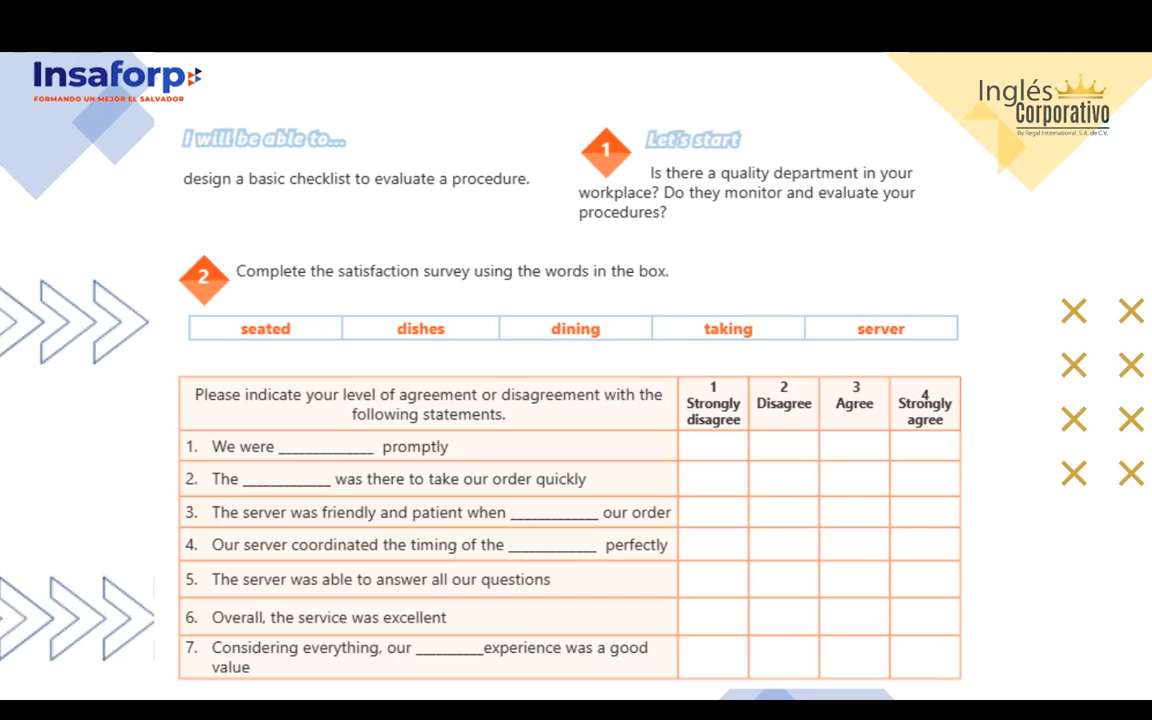 Insaforp
FORMANDO UN MEJOR EL SALVADOR
Inglés
Corporativo
By Regal International, S.A. de C.V.
I will be able to...
design a basic checklist to evaluate a procedure.
1
Let's start
Is there a quality department in your
workplace? Do they monitor and evaluate your
procedures?
2
Complete the satisfaction survey using the words in the box.
seated dishes dining taking server
Please indicate your level of agreement or disagreement with the
following statements.
1
Strongly
disagree
2
Disagree
3
Agree
4
Strongly
agree
1. We were ______________ promptly
2. The _____________ was there to take our order quickly
3. The server was friendly and patient when _____________ our order
4. Our server coordinated the timing of the _____________ perfectly
5. The server was able to answer all our questions
6. Overall, the service was excellent
7. Considering everything, our __________experience was a good
value